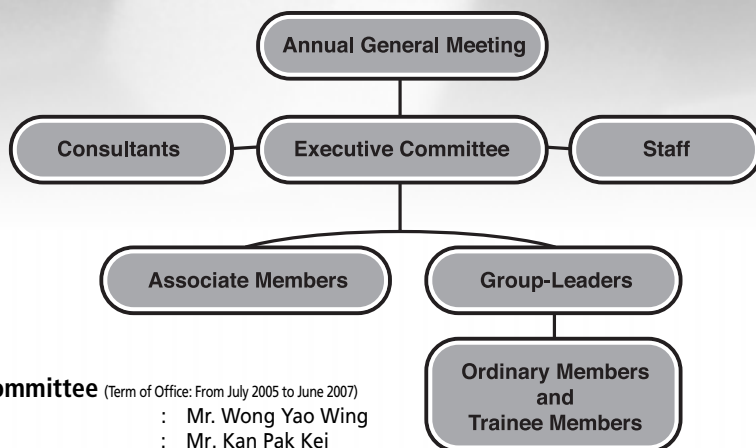 Annual General Meeting
Consultants
Executive Committee
Staff
Associate Members
Group-Leaders
Ordinary Members
and
Trainee Members
ommittee (Term of Office: From July 2005 to June 2007)
: Mr. Wong Yao Wing
: Mr. Kan Pak Kei